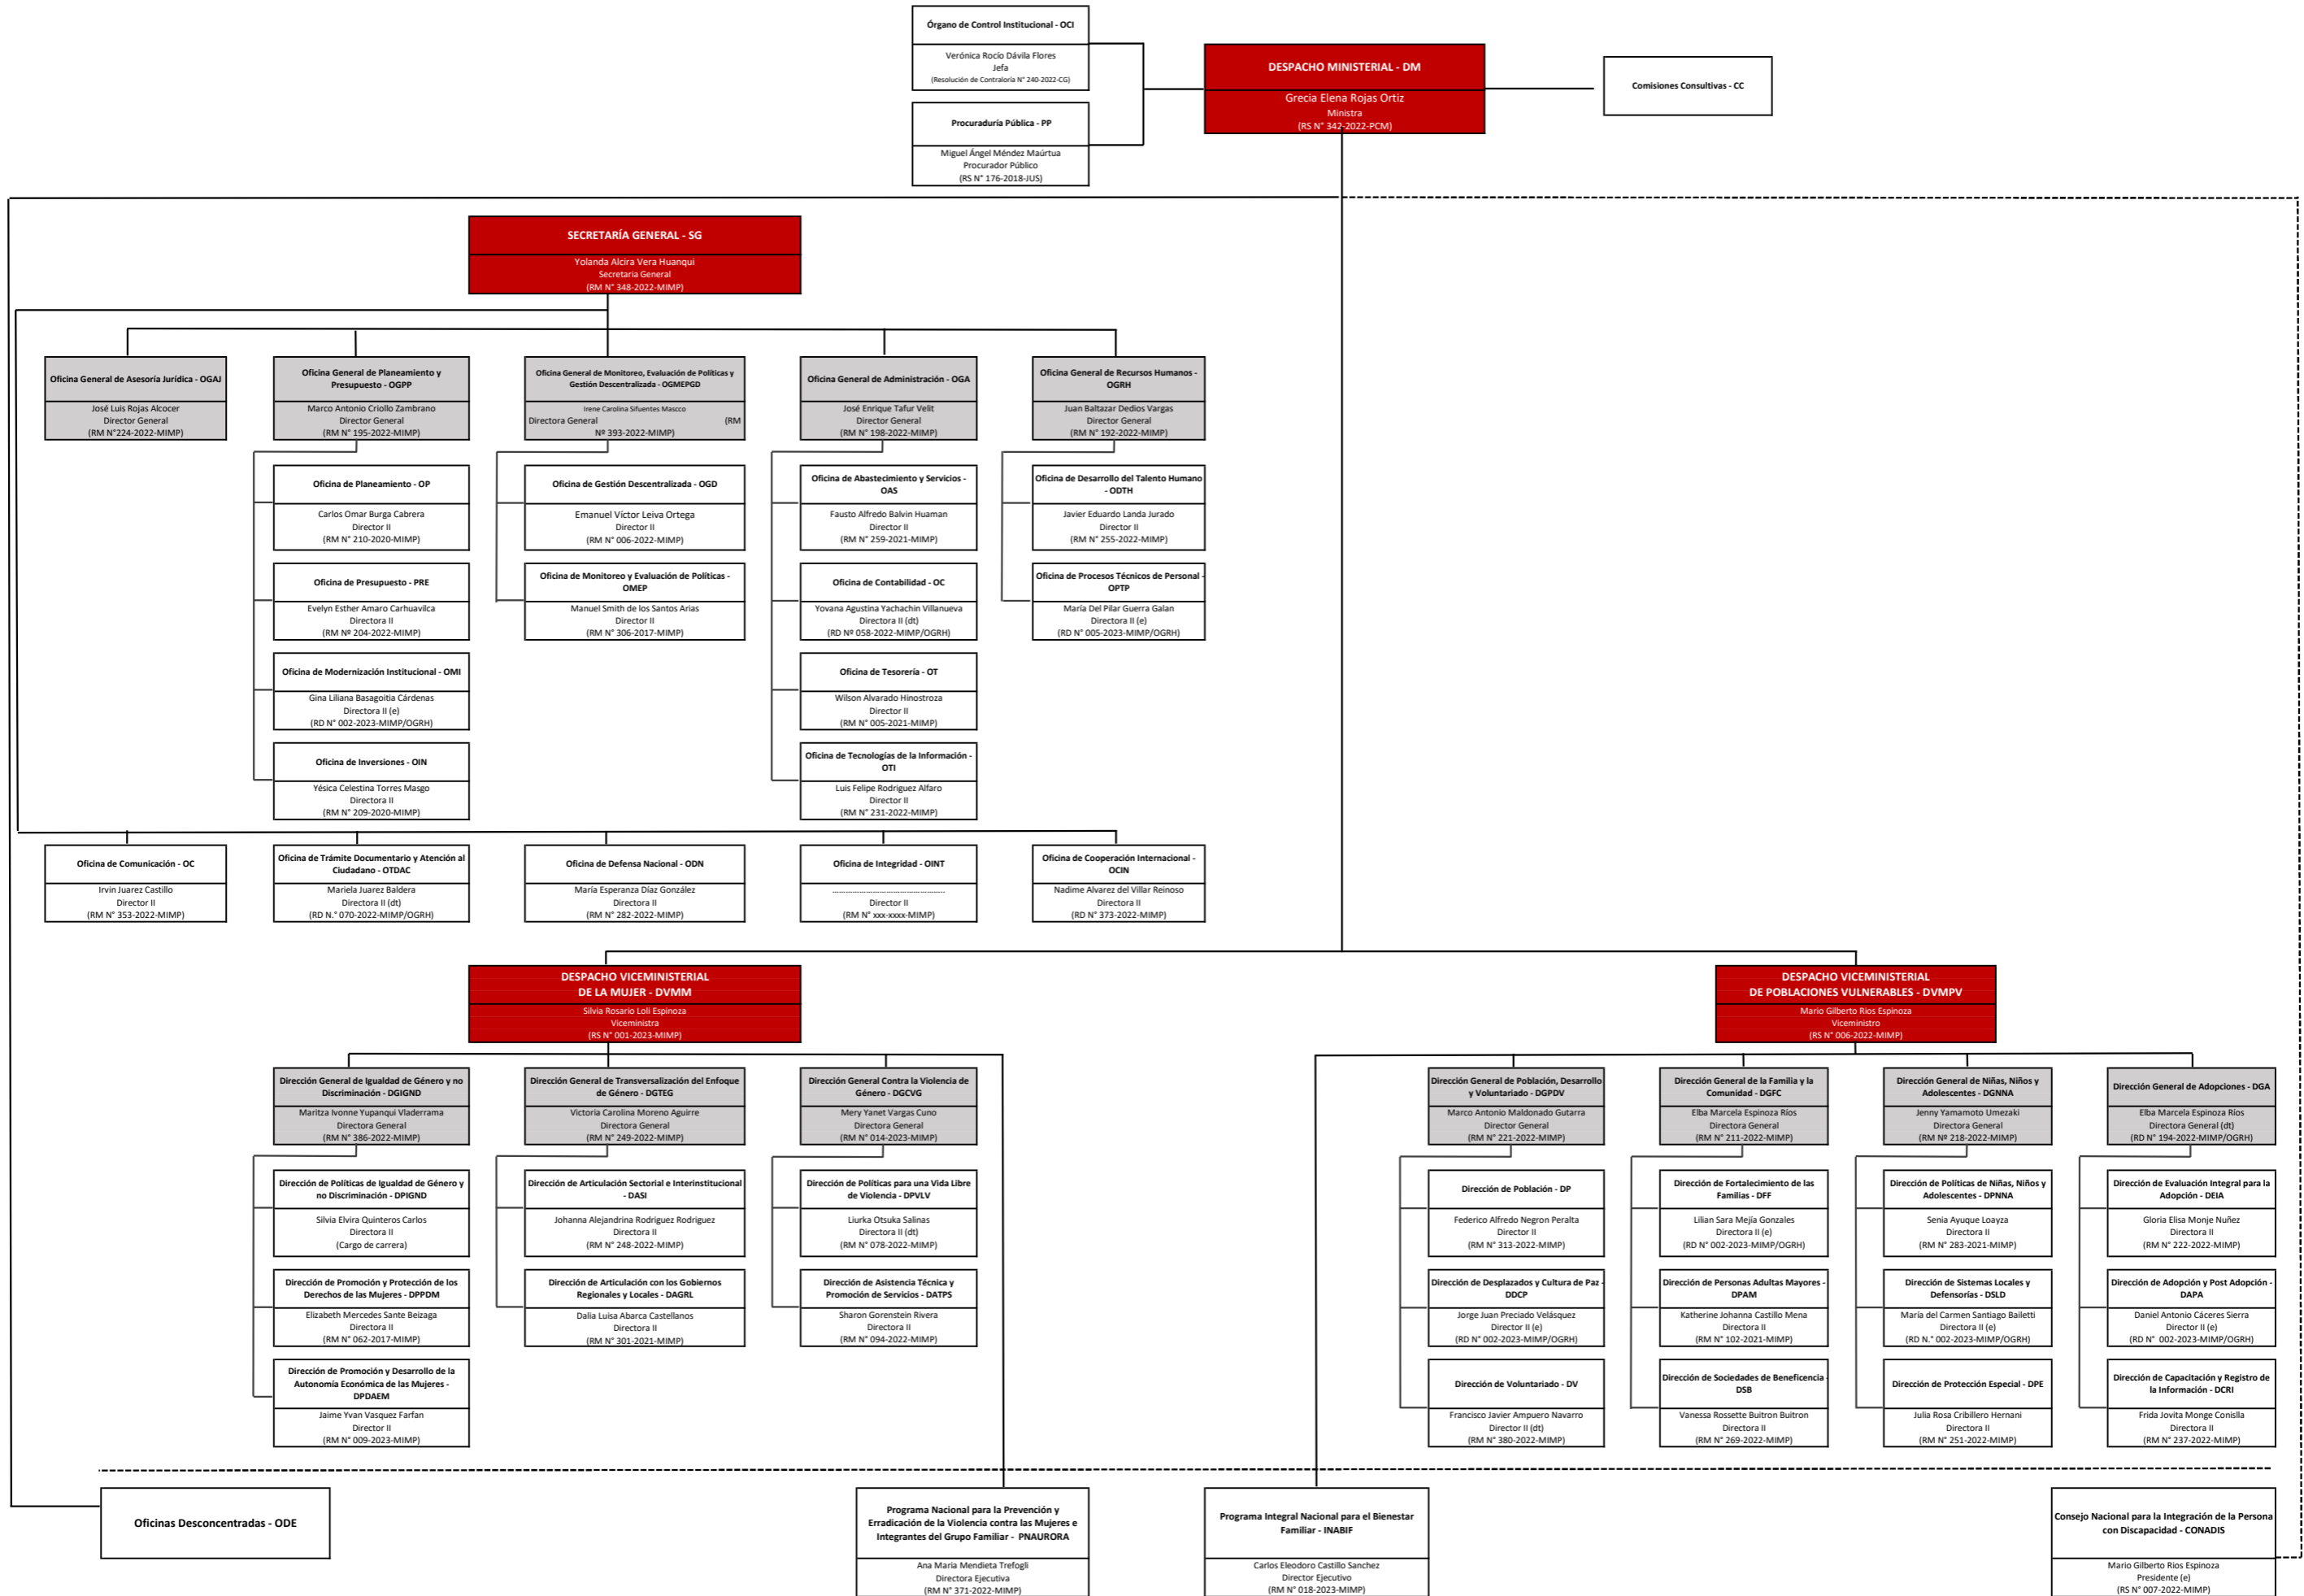 Órgano de Control Institucional - OCI
Verónica Rocío Dávila Flores
Jefa
(Resolución de Contraloría N° 240-2022-CG)
Procuraduría Pública - PP
Miguel Ángel Méndez Maúrtua
Procurador Público
(RS N° 176-2018-JUS)
DESPACHO MINISTERIAL - DM
Grecia Elena Rojas Ortiz
Ministra
(RS N° 342-2022-PCM)
Comisiones Consultivas - CC
SECRETARÍA GENERAL - SG
Yolanda Alcira Vera Huanqui
Secretaria General
(RM N° 348-2022-MIMP)
Oficina General de Asesoría Jurídica - OGAJ
José Luis Rojas Alcocer
Director General
(RM N°224-2022-MIMP)
Oficina General de Planeamiento y
Presupuesto - OGPP
Marco Antonio Criollo Zambrano
Director General
(RM N° 195-2022-MIMP)
Oficina General de Monitoreo, Evaluación de Políticas y
Gestión Descentralizada - OGMEPGD
Irene Carolina Sifuentes Mascco
Directora General (RM
Nº 393-2022-MIMP)
Oficina General de Administración - OGA
José Enrique Tafur Velit
Director General
(RM N° 198-2022-MIMP)
Oficina General de Recursos Humanos -
OGRH
Juan Baltazar Dedios Vargas
Director General
(RM N° 192-2022-MIMP)
Oficina de Planeamiento - OP
Carlos Omar Burga Cabrera
Director II
(RM N° 210-2020-MIMP)
Oficina de Gestión Descentralizada - OGD
Emanuel Víctor Leiva Ortega
Director II
(RM N° 006-2022-MIMP)
Oficina de Abastecimiento y Servicios -
OAS
Fausto Alfredo Balvin Huaman
Director II
(RM N° 259-2021-MIMP)
Oficina de Desarrollo del Talento Humano
- ODTH
Javier Eduardo Landa Jurado
Director II
(RM N° 255-2022-MIMP)
Oficina de Presupuesto - PRE
Evelyn Esther Amaro Carhuavilca
Directora II
(RM Nº 204-2022-MIMP)
Oficina de Monitoreo y Evaluación de Políticas -
OMEP
Manuel Smith de los Santos Arias
Director II
(RM N° 306-2017-MIMP)
Oficina de Contabilidad - OC
Yovana Agustina Yachachin Villanueva
Directora II (dt)
(RD Nº 058-2022-MIMP/OGRH)
Oficina de Procesos Técnicos de Personal -
OPTP
María Del Pilar Guerra Galan
Directora II (e)
(RD N° 005-2023-MIMP/OGRH)
Oficina de Modernización Institucional - OMI
Gina Liliana Basagoitia Cárdenas
Directora II (e)
(RD N° 002-2023-MIMP/OGRH)
Oficina de Tesorería - OT
Wilson Alvarado Hinostroza
Director II
(RM N° 005-2021-MIMP)
Oficina de Inversiones - OIN
Yésica Celestina Torres Masgo
Directora II
(RM N° 209-2020-MIMP)
Oficina de Tecnologías de la Información -
OTI
Luis Felipe Rodriguez Alfaro
Director II
(RM N° 231-2022-MIMP)
Oficina de Comunicación - OC
Irvin Juarez Castillo
Director II
(RM N° 353-2022-MIMP)
Oficina de Trámite Documentario y Atención al
Ciudadano - OTDAC
Mariela Juarez Baldera
Directora II (dt)
(RD N.° 070-2022-MIMP/OGRH)
Oficina de Defensa Nacional - ODN
María Esperanza Díaz González
Directora II
(RM N° 282-2022-MIMP)
Oficina de Integridad - OINT
…………………………………………..
Director II
(RM N° xxx-xxxx-MIMP)
Oficina de Cooperación Internacional -
OCIN
Nadime Alvarez del Villar Reinoso
Directora II
(RD N° 373-2022-MIMP)
DESPACHO VICEMINISTERIAL
DE LA MUJER - DVMM
Silvia Rosario Loli Espinoza
Viceministra
(RS N° 001-2023-MIMP)
DESPACHO VICEMINISTERIAL
DE POBLACIONES VULNERABLES - DVMPV
Mario Gilberto Rios Espinoza
Viceministro
(RS N° 006-2022-MIMP)
Dirección General de Igualdad de Género y no
Discriminación - DGIGND
Maritza Ivonne Yupanqui Vladerrama
Directora General
(RM N° 386-2022-MIMP)
Dirección General de Transversalización del Enfoque
de Género - DGTEG
Victoria Carolina Moreno Aguirre
Directora General
(RM N° 249-2022-MIMP)
Dirección General Contra la Violencia de
Género - DGCVG
Mery Yanet Vargas Cuno
Directora General
(RM N° 014-2023-MIMP)
Dirección General de Población, Desarrollo
y Voluntariado - DGPDV
Marco Antonio Maldonado Gutarra
Director General
(RM N° 221-2022-MIMP)
Dirección General de la Familia y la
Comunidad - DGFC
Elba Marcela Espinoza Ríos
Directora General
(RM N° 211-2022-MIMP)
Dirección General de Niñas, Niños y
Adolescentes - DGNNA
Jenny Yamamoto Umezaki
Directora General
(RM Nº 218-2022-MIMP)
Dirección General de Adopciones - DGA
Elba Marcela Espinoza Ríos
Directora General (dt)
(RD N° 194-2022-MIMP/OGRH)
Dirección de Políticas de Igualdad de Género y
no Discriminación - DPIGND
Silvia Elvira Quinteros Carlos
Directora II
(Cargo de carrera)
Dirección de Articulación Sectorial e Interinstitucional
- DASI
Johanna Alejandrina Rodriguez Rodriguez
Directora II
(RM N° 248-2022-MIMP)
Dirección de Políticas para una Vida Libre
de Violencia - DPVLV
Liurka Otsuka Salinas
Directora II (dt)
(RM N° 078-2022-MIMP)
Dirección de Población - DP
Federico Alfredo Negron Peralta
Director II
(RM N° 313-2022-MIMP)
Dirección de Fortalecimiento de las
Familias - DFF
Lilian Sara Mejía Gonzales
Directora II (e)
(RD N° 002-2023-MIMP/OGRH)
Dirección de Políticas de Niñas, Niños y
Adolescentes - DPNNA
Senia Ayuque Loayza
Directora II
(RM N° 283-2021-MIMP)
Dirección de Evaluación Integral para la
Adopción - DEIA
Gloria Elisa Monje Nuñez
Directora II
(RM N° 222-2022-MIMP)
Dirección de Promoción y Protección de los
Derechos de las Mujeres - DPPDM
Elizabeth Mercedes Sante Beizaga
Directora II
(RM N° 062-2017-MIMP)
Dirección de Articulación con los Gobiernos
Regionales y Locales - DAGRL
Dalia Luisa Abarca Castellanos
Directora II
(RM N° 301-2021-MIMP)
Dirección de Asistencia Técnica y
Promoción de Servicios - DATPS
Sharon Gorenstein Rivera
Directora II
(RM N° 094-2022-MIMP)
Dirección de Desplazados y Cultura de Paz -
DDCP
Jorge Juan Preciado Velásquez
Director II (e)
(RD N° 002-2023-MIMP/OGRH)
Dirección de Personas Adultas Mayores -
DPAM
Katherine Johanna Castillo Mena
Directora II
(RM N° 102-2021-MIMP)
Dirección de Sistemas Locales y
Defensorías - DSLD
María del Carmen Santiago Bailetti
Directora II (e)
(RD N.° 002-2023-MIMP/OGRH)
Dirección de Adopción y Post Adopción -
DAPA
Daniel Antonio Cáceres Sierra
Director II (e)
(RD N° 002-2023-MIMP/OGRH)
Dirección de Promoción y Desarrollo de la
Autonomía Económica de las Mujeres -
DPDAEM
Jaime Yvan Vasquez Farfan
Director II
(RM N° 009-2023-MIMP)
Dirección de Voluntariado - DV
Francisco Javier Ampuero Navarro
Director II (dt)
(RM N° 380-2022-MIMP)
Dirección de Sociedades de Beneficencia -
DSB
Vanessa Rossette Buitron Buitron
Directora II
(RM N° 269-2022-MIMP)
Dirección de Protección Especial - DPE
Julia Rosa Cribillero Hernani
Directora II
(RM N° 251-2022-MIMP)
Dirección de Capacitación y Registro de
la Información - DCRI
Frida Jovita Monge Conislla
Directora II
(RM N° 237-2022-MIMP)
Oficinas Desconcentradas - ODE
Programa Nacional para la Prevención y
Erradicación de la Violencia contra las Mujeres e
Integrantes del Grupo Familiar - PNAURORA
Ana Maria Mendieta Trefogli
Directora Ejecutiva
(RM N° 371-2022-MIMP)
Programa Integral Nacional para el Bienestar
Familiar - INABIF
Carlos Eleodoro Castillo Sanchez
Director Ejecutivo
(RM N° 018-2023-MIMP)
Consejo Nacional para la Integración de la Persona
con Discapacidad - CONADIS
Mario Gilberto Rios Espinoza
Presidente (e)
(RS N° 007-2022-MIMP)